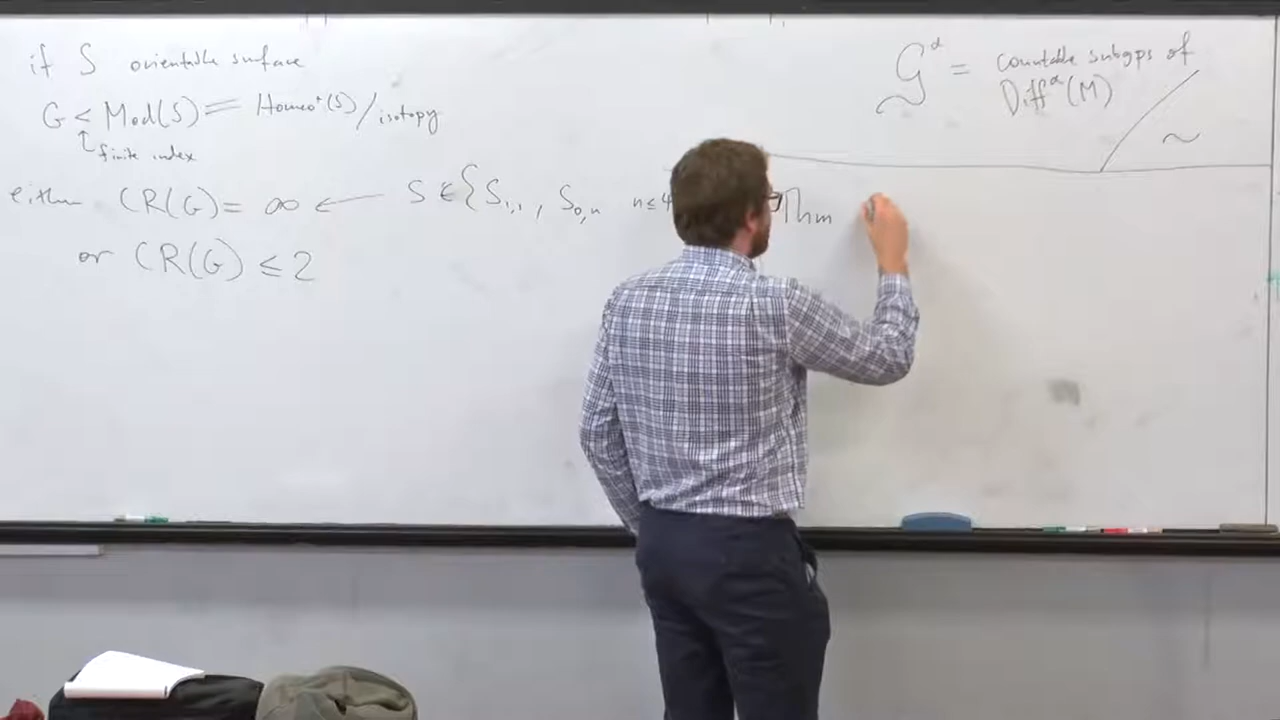 if S orientable surface
G < Mod(S) = Homeo⁺(S)/isotopy
↑ finite index
either CR(G) = ∞ ← S ∈ {S₁,₁, S₀,ₙ n≤4
or CR(G) ≤ 2
G^α = countable subgps of
Diff^α(M) / ~
Thm